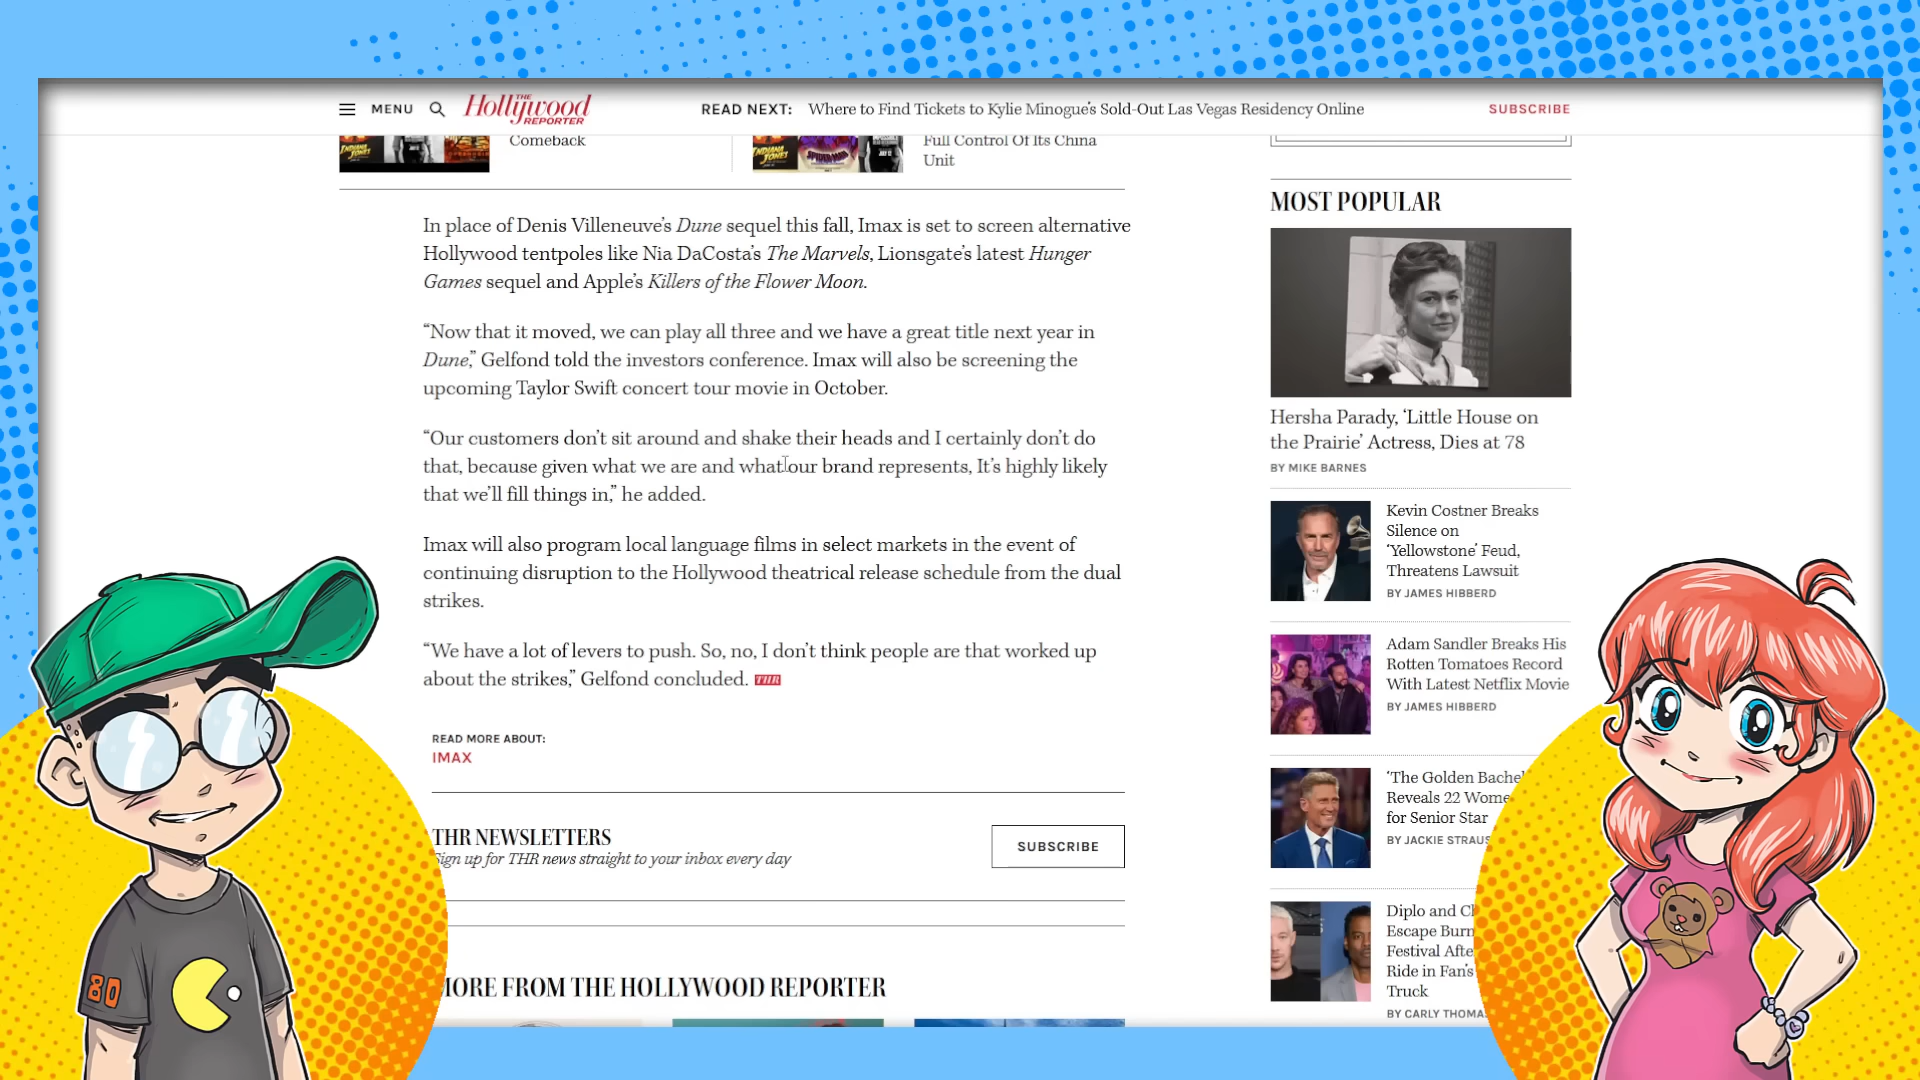 MENU
THE
Hollywood
REPORTER
READ NEXT: Where to Find Tickets to Kylie Minogue's Sold-Out Las Vegas Residency Online
SUBSCRIBE
INDIANA
JONES
Comeback
INDIANA
JONES
SPIDER-MAN
Full Control Of Its China
Unit
In place of Denis Villeneuve's Dune sequel this fall, Imax is set to screen alternative
Hollywood tentpoles like Nia DaCosta's The Marvels, Lionsgate's latest Hunger
Games sequel and Apple's Killers of the Flower Moon.
“Now that it moved, we can play all three and we have a great title next year in
Dune,” Gelfond told the investors conference. Imax will also be screening the
upcoming Taylor Swift concert tour movie in October.
“Our customers don't sit around and shake their heads and I certainly don't do
that, because given what we are and what our brand represents, It's highly likely
that we'll fill things in,” he added.
Imax will also program local language films in select markets in the event of
continuing disruption to the Hollywood theatrical release schedule from the dual
strikes.
“We have a lot of levers to push. So, no, I don't think people are that worked up
about the strikes,” Gelfond concluded. THR
READ MORE ABOUT:
IMAX
THR NEWSLETTERS
Sign up for THR news straight to your inbox every day
SUBSCRIBE
MORE FROM THE HOLLYWOOD REPORTER
MOST POPULAR
Hersha Parady, ‘Little House on
the Prairie’ Actress, Dies at 78
BY MIKE BARNES
Kevin Costner Breaks
Silence on
‘Yellowstone’ Feud,
Threatens Lawsuit
BY JAMES HIBBERD
Adam Sandler Breaks His
Rotten Tomatoes Record
With Latest Netflix Movie
BY JAMES HIBBERD
‘The Golden Bachel
Reveals 22 Wome
for Senior Star
BY JACKIE STRAUS
Diplo and Ch
Escape Burn
Festival Afte
Ride in Fan's
Truck
BY CARLY THOMAS
80